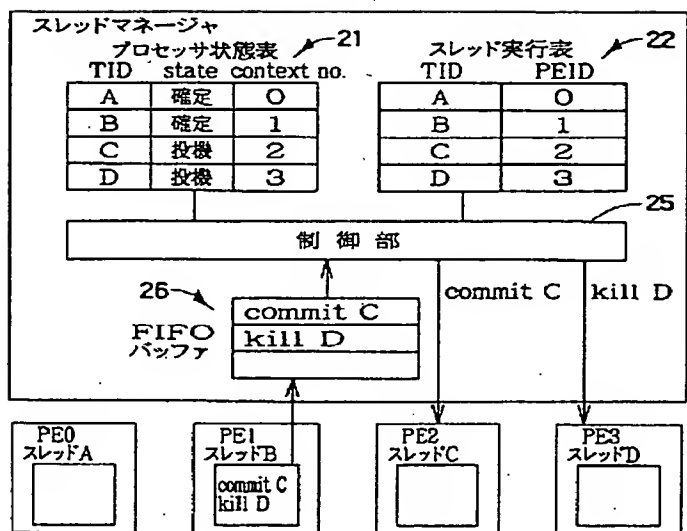 スレッドマネージャ
プロセッサ状態表 21
TID state context no.
A 確定 0
B 確定 1
C 投機 2
D 投機 3
スレッド実行表 22
TID PEID
A 0
B 1
C 2
D 3
25
制御部
26
FIFO
バッファ
commit C
kill D
commit C
kill D
PE0
スレッドA
PE1
スレッドB
commit C
kill D
PE2
スレッドC
PE3
スレッドD